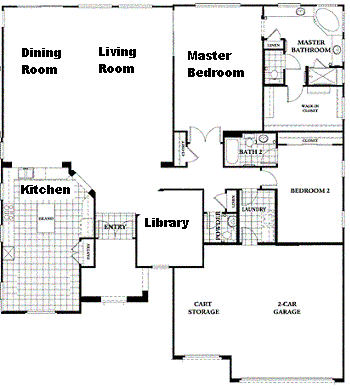 Dining
Room
Living
Room
Master
Bedroom
LINEN
MASTER
BATHROOM
WALK-IN
CLOSET
CLOSET
BATH 2
Kitchen
BEDROOM 2
ISLAND
ENTRY
Library
LINEN
POWDER
LAUNDRY
PANTRY
CART
STORAGE
2-CAR
GARAGE